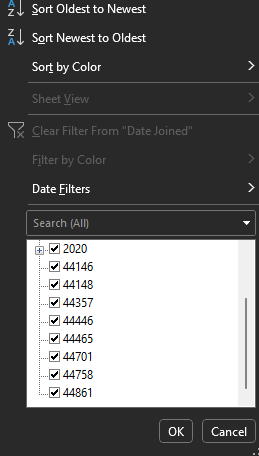 Sort Oldest to Newest
Sort Newest to Oldest
Sort by Color
Sheet View
Clear Filter From "Date Joined"
Filter by Color
Date Filters
Search (All)
2020
44146
44148
44357
44446
44465
44701
44758
44861
OK Cancel